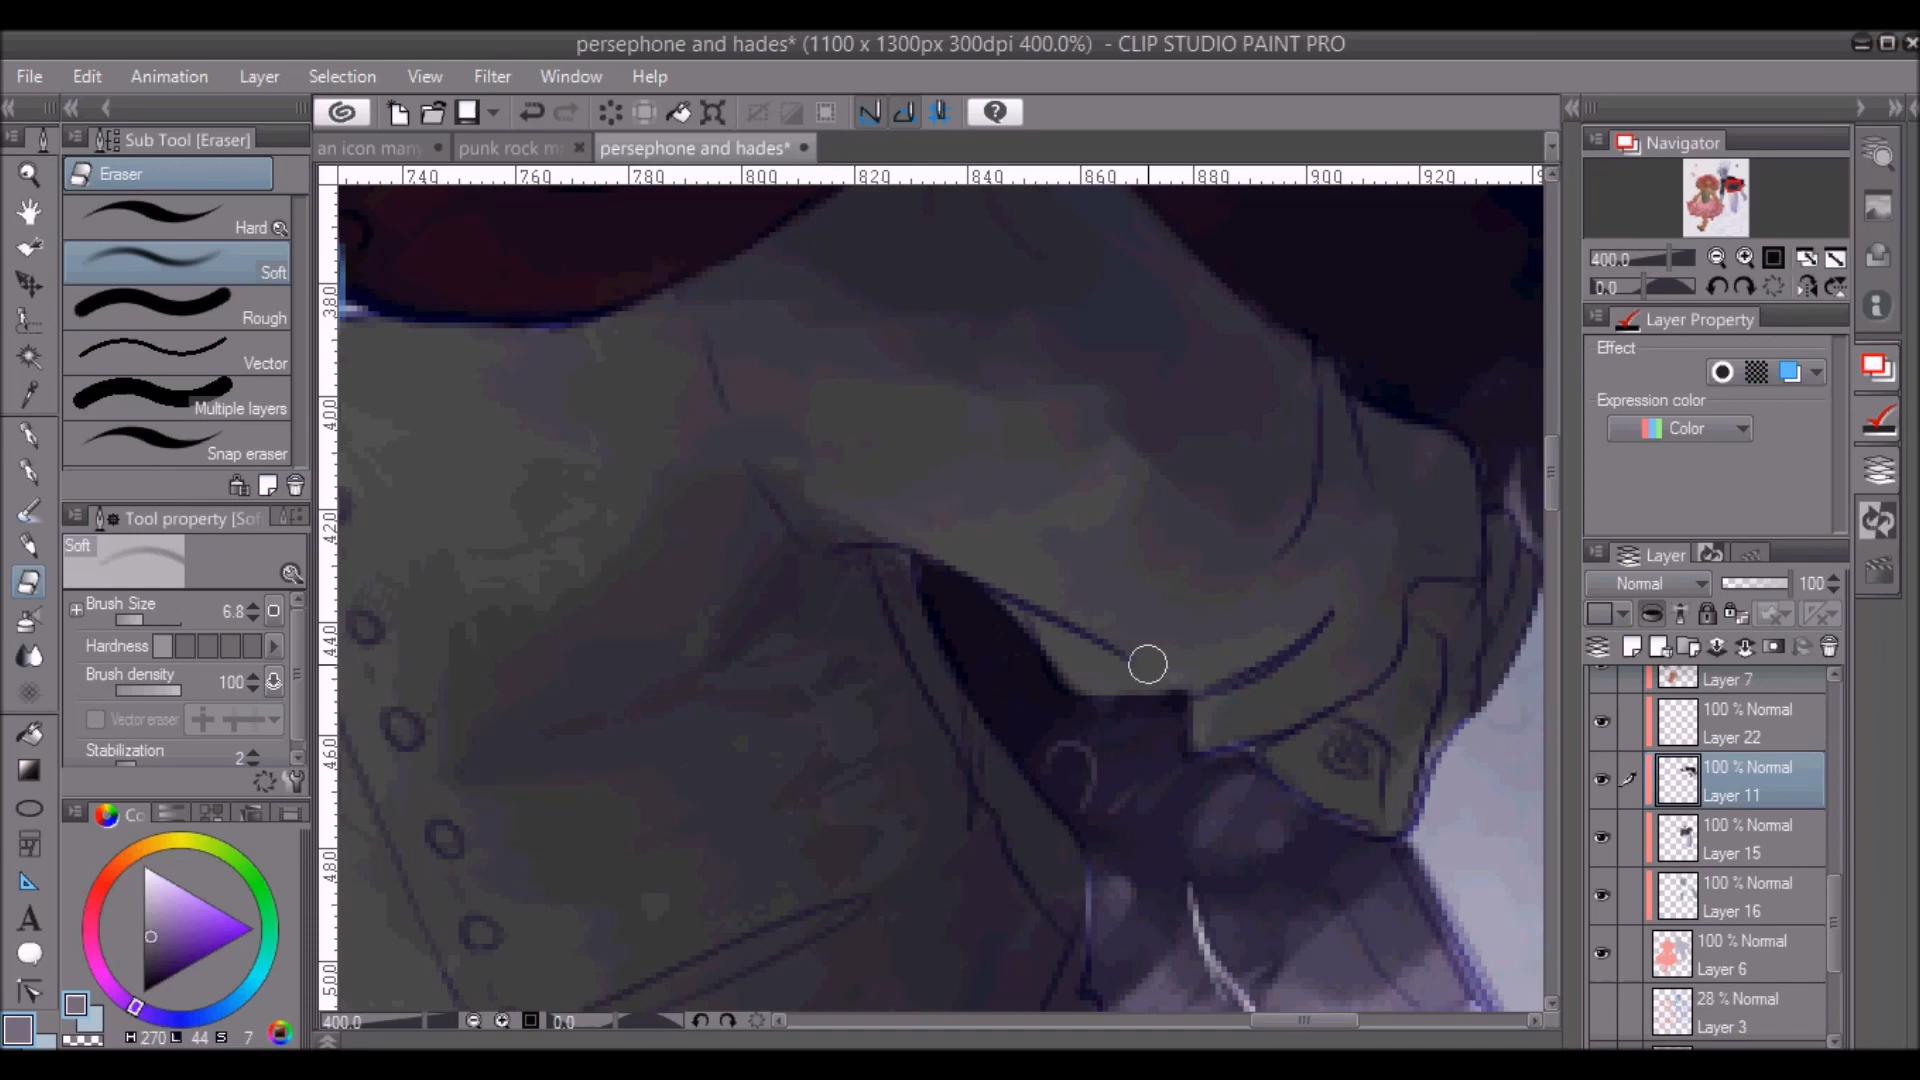 persephone and hades* (1100 x 1300px 300dpi 400.0%) - CLIP STUDIO PAINT PRO
File Edit Animation Layer Selection View Filter Window Help
Sub Tool [Eraser]
an icon many
punk rock m
persephone and hades*
Eraser
740 760 780 800 820 840 860 880 900 920
Hard
Soft
Rough
Vector
Multiple layers
Snap eraser
Tool property [Sof
Soft
Brush Size 6.8
Hardness
Brush density 100
Vector eraser
Stabilization 2
Co
H 270 L 44 S 7
380
400
420
440
460
480
500
400.0 0.0
Navigator
400.0
0.0
Layer Property
Effect
Expression color
Color
Layer
Normal 100
Layer 7
100 % Normal
Layer 22
100 % Normal
Layer 11
100 % Normal
Layer 15
100 % Normal
Layer 16
100 % Normal
Layer 6
28 % Normal
Layer 3